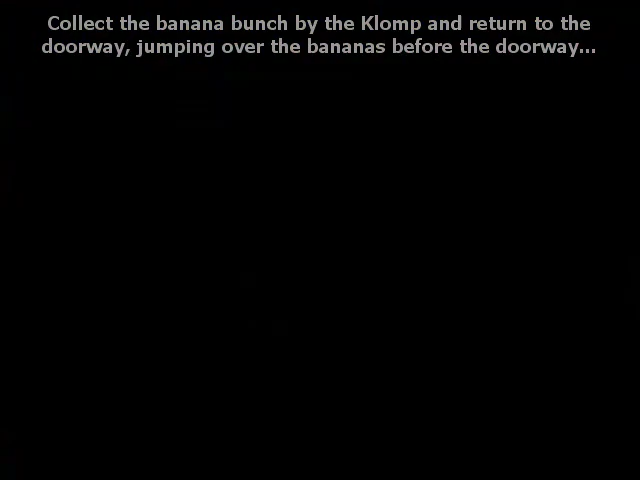 Collect the banana bunch by the Klomp and return to the
doorway, jumping over the bananas before the doorway...